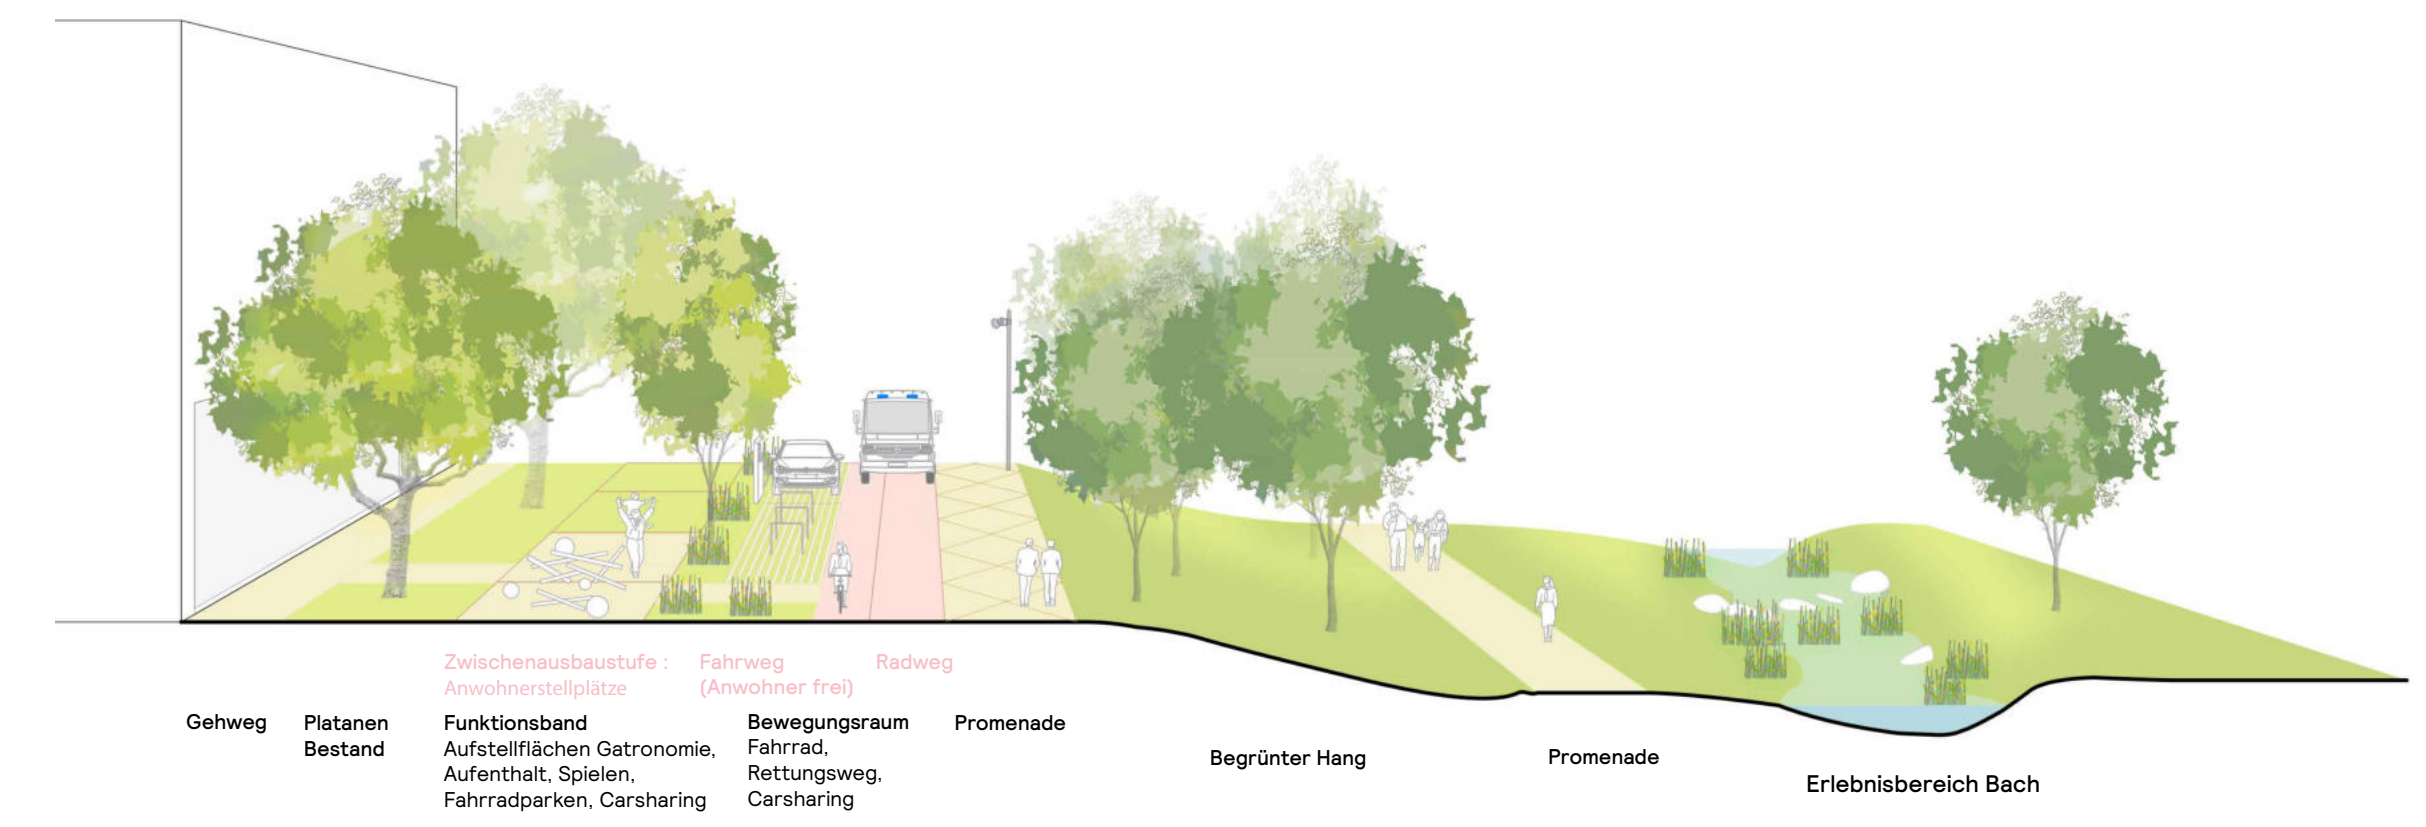 Zwischenausbaustufe :
Anwohnerstellplätze
Fahrweg
(Anwohner frei)
Radweg
Gehweg
Platanen
Bestand
Funktionsband
Aufstellflächen Gatronomie,
Aufenthalt, Spielen,
Fahrradparken, Carsharing
Bewegungsraum
Fahrrad,
Rettungsweg,
Carsharing
Promenade
Begrünter Hang
Promenade
Erlebnisbereich Bach